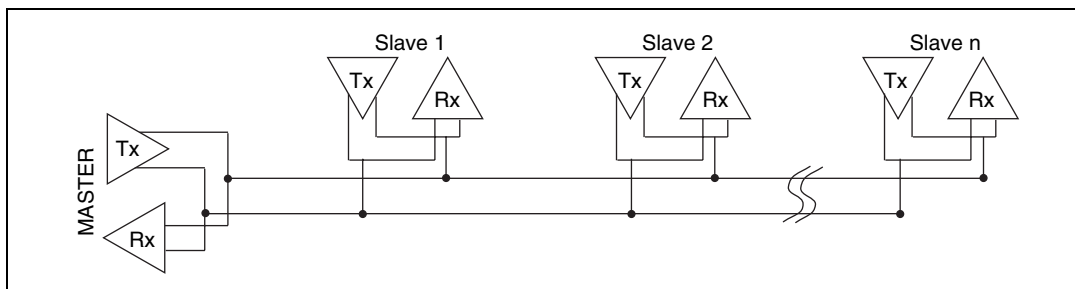 Slave 1
Slave 2
Slave n
Tx
Rx
Tx
Rx
Tx
Rx
MASTER
Tx
Rx